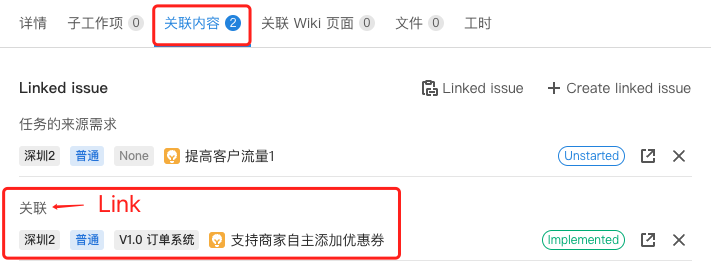 详情 子工作项 0 关联内容 2 关联 Wiki 页面 0 文件 0 工时
Linked issue Linked issue + Create linked issue
任务的来源需求
深圳2 普通 None 提高客户流量1 Unstarted
关联 Link
深圳2 普通 V1.0 订单系统 支持商家自主添加优惠券 Implemented